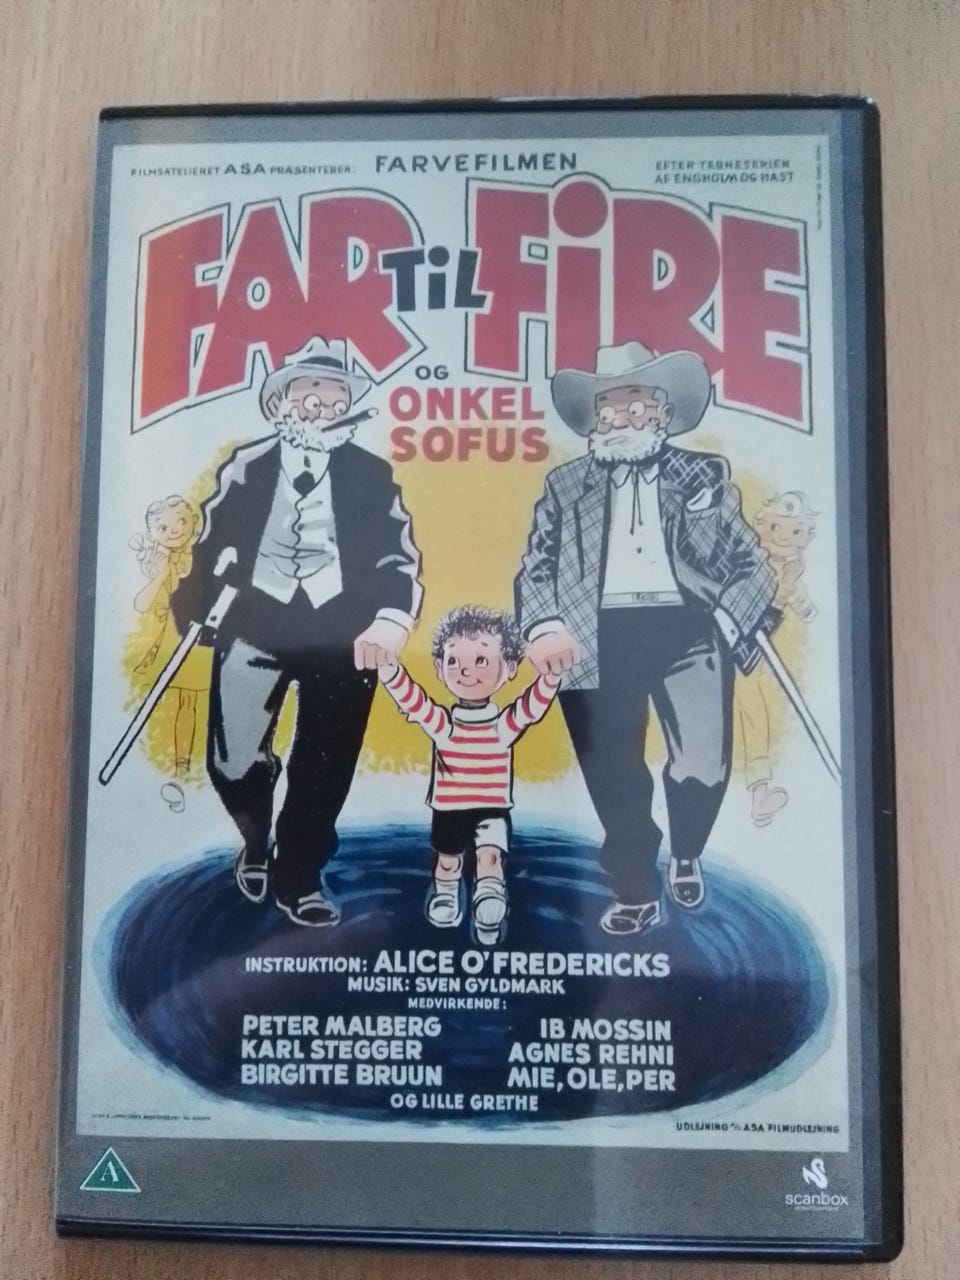 FILMSATELIERET ASA PRÆSENTERER: FARVEFILMEN
EFTER TEGNESERIEN
AF ENGHOLM OG HAST
FAR TIL FIRE
OG
ONKEL
SOFUS
INSTRUKTION: ALICE O'FREDERICKS
MUSIK: SVEN GYLDMARK
MEDVIRKENDE:
PETER MALBERG
KARL STEGGER
BIRGITTE BRUUN
IB MOSSIN
AGNES REHNI
MIE, OLE, PER
OG LILLE GRETHE
UDLEJNING A/S ASA FILMUDLEJNING
A
scanbox